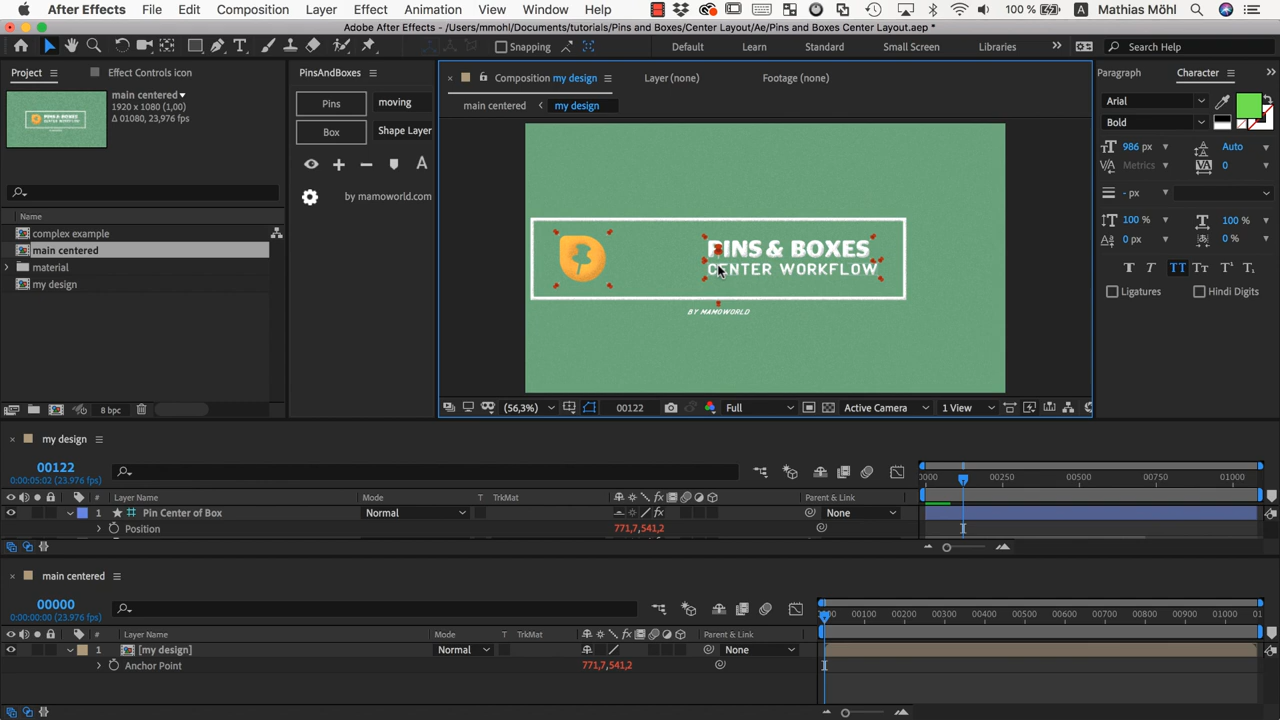 After Effects File Edit Composition Layer Effect Animation View Window Help 100 % Mathias Möhl
Adobe After Effects - /Users/mmohl/Documents/tutorials/Pins and Boxes/Center Layout/Ae/Pins and Boxes Center Layout.aep *
Snapping Default Learn Standard Small Screen Libraries Search Help
Project Effect Controls icon PinsAndBoxes Composition my design Layer (none) Footage (none) Paragraph Character
main centered
1920 x 1080 (1,00)
Δ 01080, 23,976 fps
Pins moving
Box Shape Layer
by mamoworld.com
main centered my design
PINS & BOXES
CENTER WORKFLOW
BY MAMOWORLD
Arial
Bold
986 px Auto
Metrics 0
- px
100 % 100 %
0 px 0 %
T T TT TT T¹ T₁
Ligatures Hindi Digits
Name
complex example
main centered
material
my design
8 bpc
(56,3%) 00122 Full Active Camera 1 View
my design
00122
0:00:05:02 (23.976 fps)
0000 00250 00500 00750 01000
# Layer Name Mode T TrkMat Parent & Link
1 Pin Center of Box Normal None
Position 771,7,541,2
main centered
00000
0:00:00:00 (23.976 fps)
00100 00200 00300 00400 00500 00600 00700 00800 00900 01000
# Layer Name Mode T TrkMat Parent & Link
1 [my design] Normal None
Anchor Point 771,7,541,2